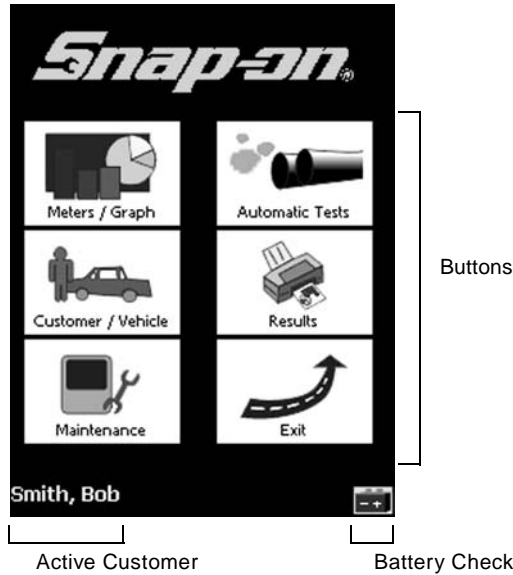 Snap-on
Meters / Graph
Automatic Tests
Buttons
Customer / Vehicle
Results
Maintenance
Exit
Smith, Bob
- +
Active Customer
Battery Check